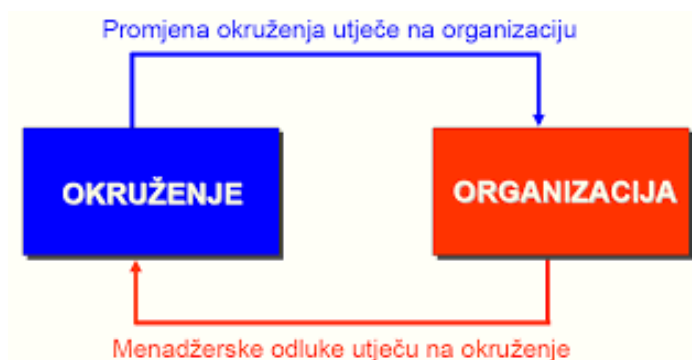 Promjena okruženja utječe na organizaciju
OKRUŽENJE
ORGANIZACIJA
Menadžerske odluke utječu na okruženje